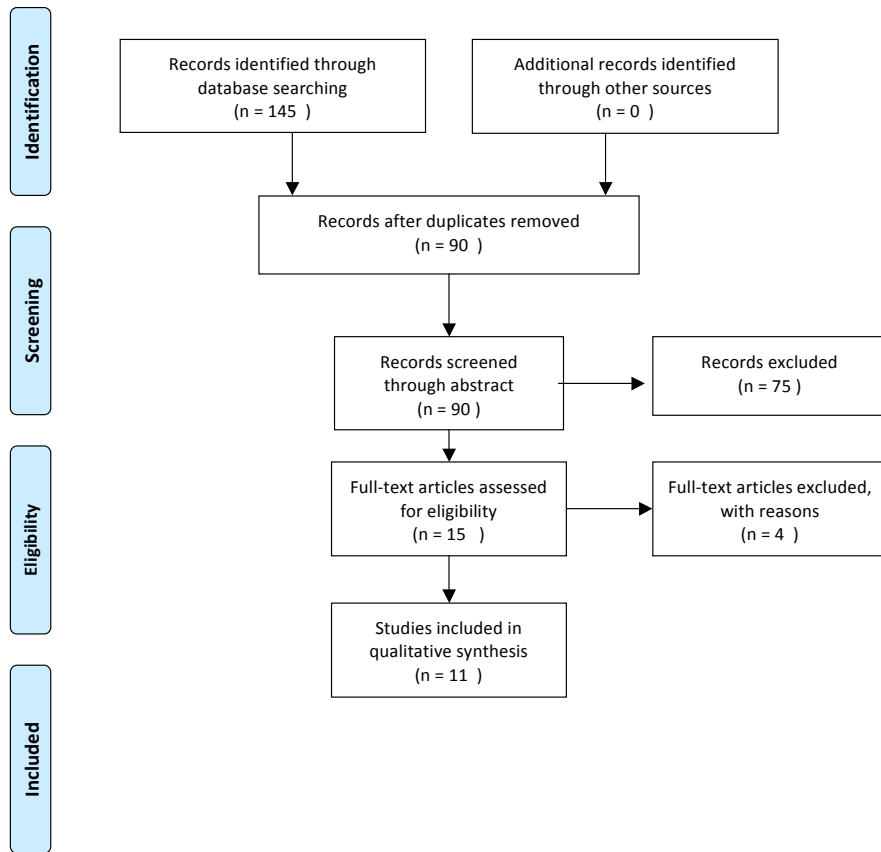 Identification
Records identified through
database searching
(n = 145 )
Additional records identified
through other sources
(n = 0 )
Records after duplicates removed
(n = 90 )
Screening
Records screened
through abstract
(n = 90 )
Records excluded
(n = 75 )
Eligibility
Full-text articles assessed
for eligibility
(n = 15 )
Full-text articles excluded,
with reasons
(n = 4 )
Studies included in
qualitative synthesis
(n = 11 )
Included